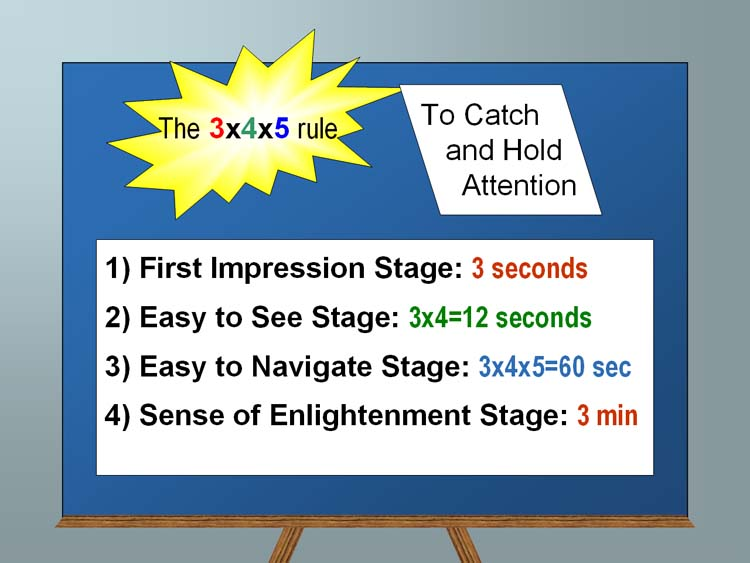 The 3x4x5 rule
To Catch
and Hold
Attention
1) First Impression Stage: 3 seconds
2) Easy to See Stage: 3x4=12 seconds
3) Easy to Navigate Stage: 3x4x5=60 sec
4) Sense of Enlightenment Stage: 3 min